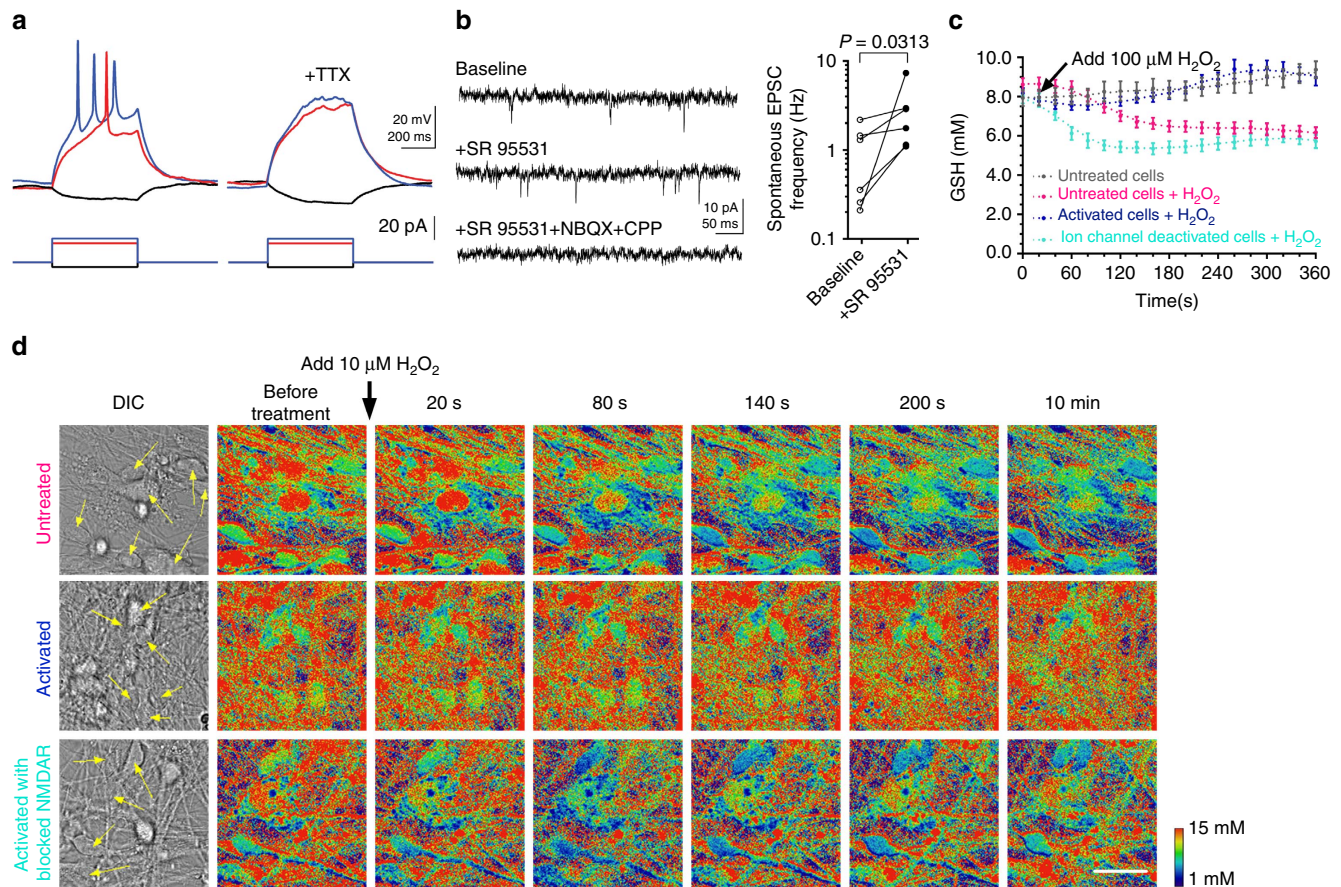 a
+TTX
20 mV
200 ms
20 pA
b
Baseline
+SR 95531
+SR 95531+NBQX+CPP
10 pA
50 ms
P = 0.0313
Spontaneous EPSC
frequency (Hz)
10
1
0.1
Baseline
+SR 95531
c
Add 100 μM H₂O₂
GSH (mM)
10.0
8.0
6.0
4.0
2.0
0.0
Untreated cells
Untreated cells + H₂O₂
Activated cells + H₂O₂
Ion channel deactivated cells + H₂O₂
0 60 120 180 240 300 360
Time(s)
d
Add 10 μM H₂O₂
DIC
Before
treatment
20 s
80 s
140 s
200 s
10 min
Untreated
Activated
Activated with
blocked NMDAR
15 mM
1 mM